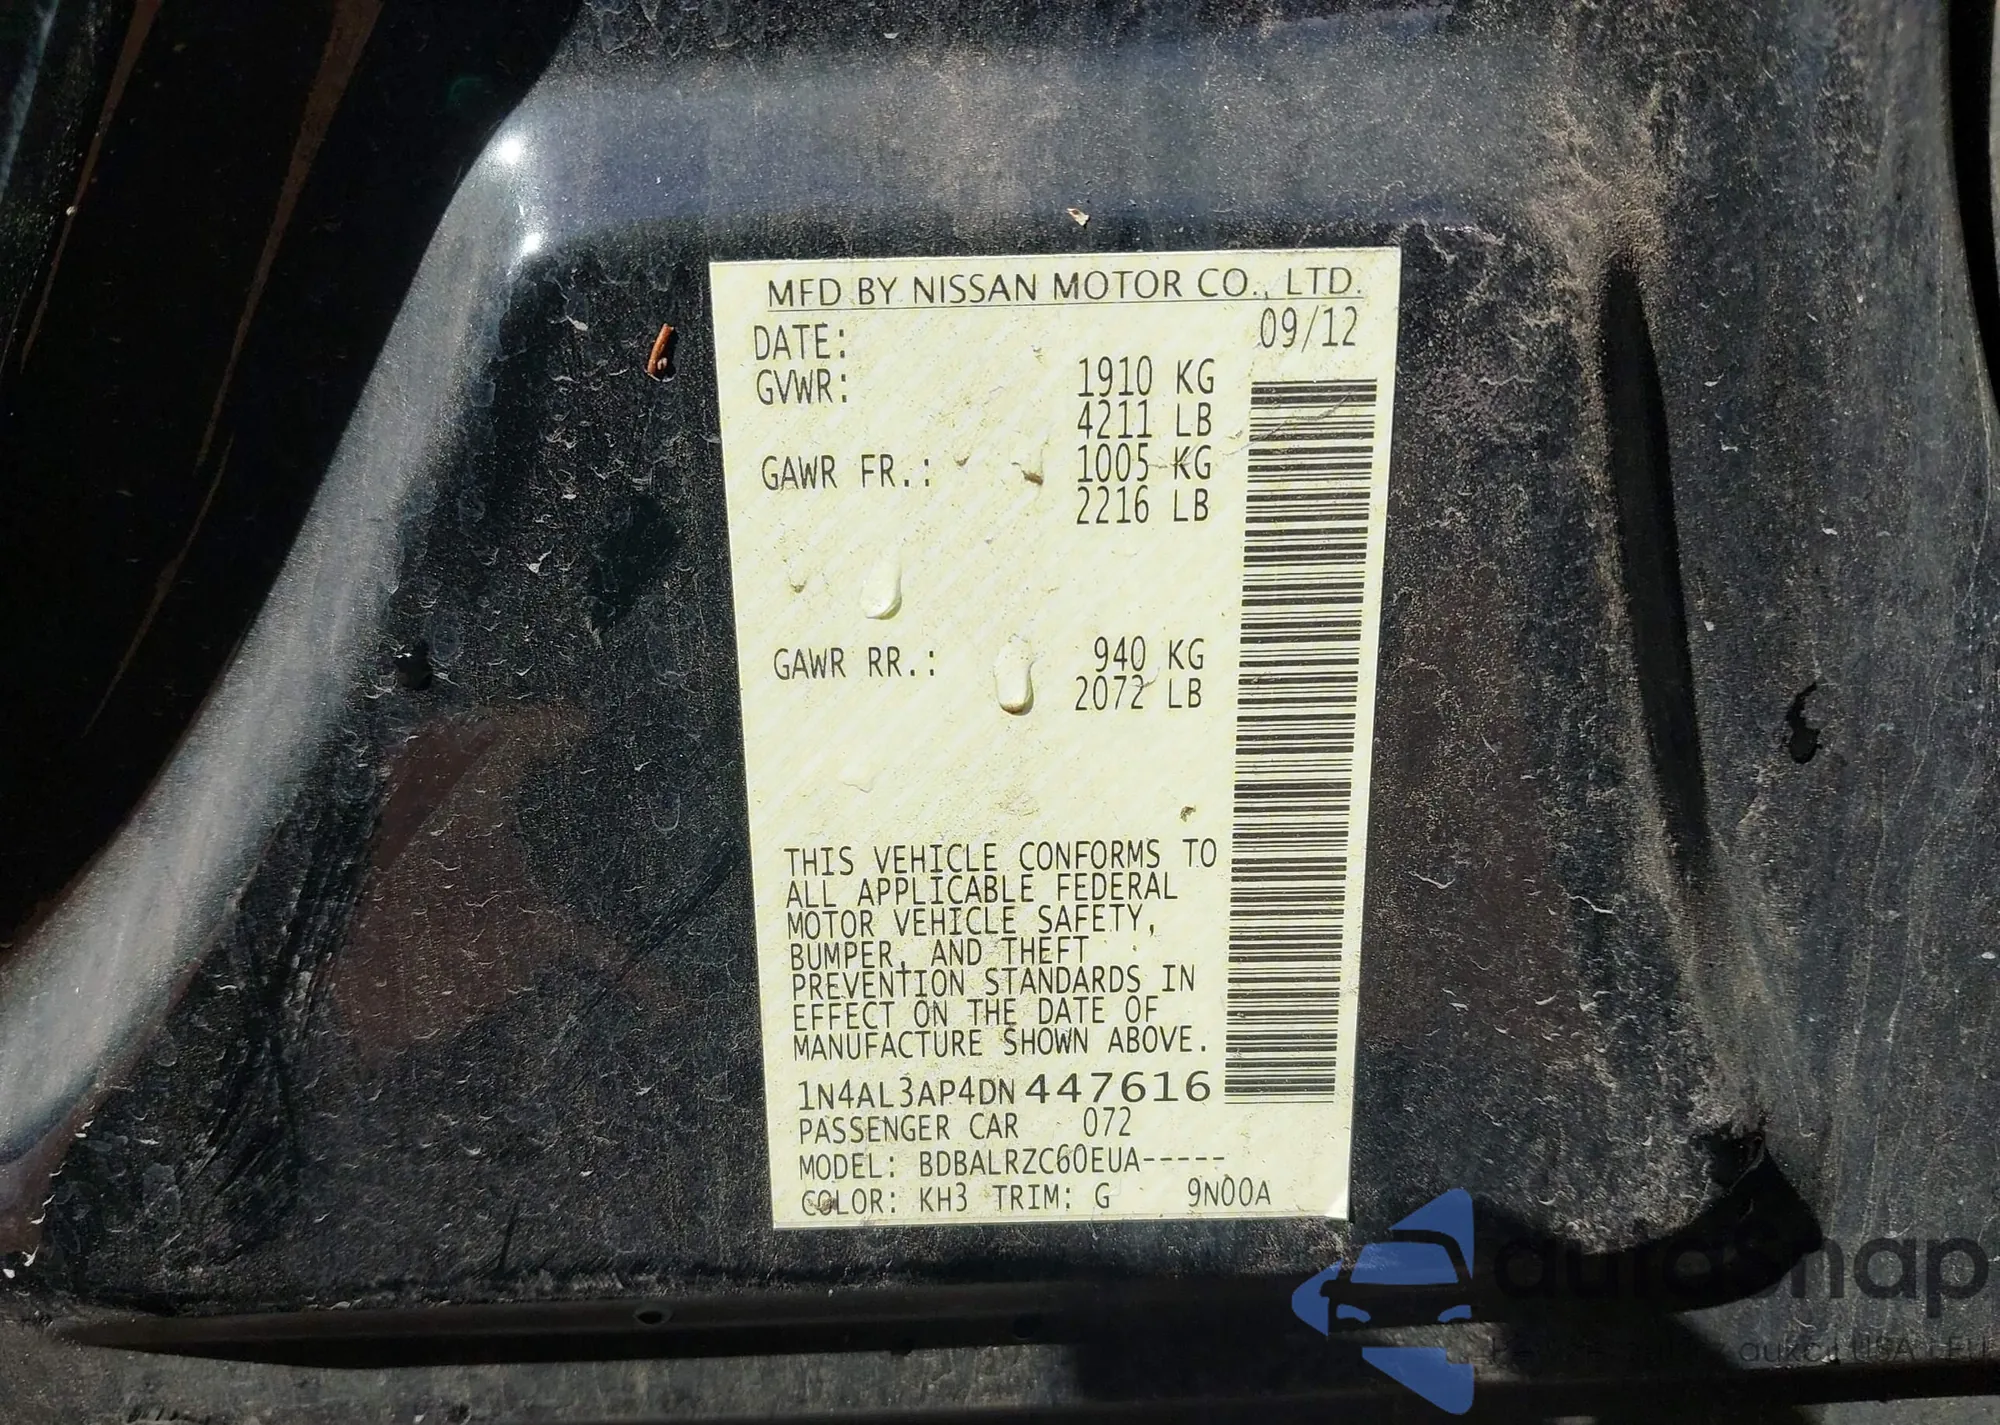 MFD BY NISSAN MOTOR CO., LTD.
DATE: 09/12
GVWR: 1910 KG
4211 LB
GAWR FR.: 1005 KG
2216 LB
GAWR RR.: 940 KG
2072 LB
THIS VEHICLE CONFORMS TO
ALL APPLICABLE FEDERAL
MOTOR VEHICLE SAFETY,
BUMPER, AND THEFT
PREVENTION STANDARDS IN
EFFECT ON THE DATE OF
MANUFACTURE SHOWN ABOVE.
1N4AL3AP4DN447616
PASSENGER CAR 072
MODEL: BDBALRZC60EUA-----
COLOR: KH3 TRIM: G 9N00A
autoSnap
USA